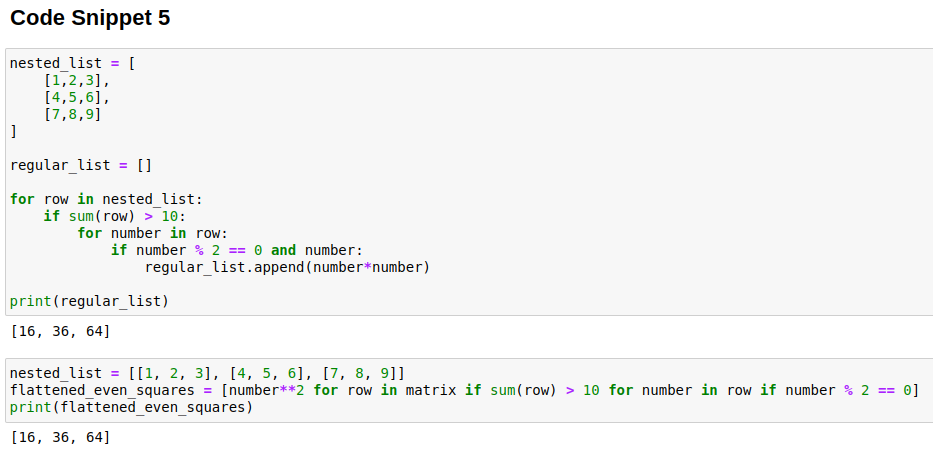 Code Snippet 5
nested_list = [
    [1,2,3],
    [4,5,6],
    [7,8,9]
]
regular_list = []
for row in nested_list:
    if sum(row) > 10:
        for number in row:
            if number % 2 == 0 and number:
                regular_list.append(number*number)
print(regular_list)
[16, 36, 64]
nested_list = [[1, 2, 3], [4, 5, 6], [7, 8, 9]]
flattened_even_squares = [number**2 for row in matrix if sum(row) > 10 for number in row if number % 2 == 0]
print(flattened_even_squares)
[16, 36, 64]